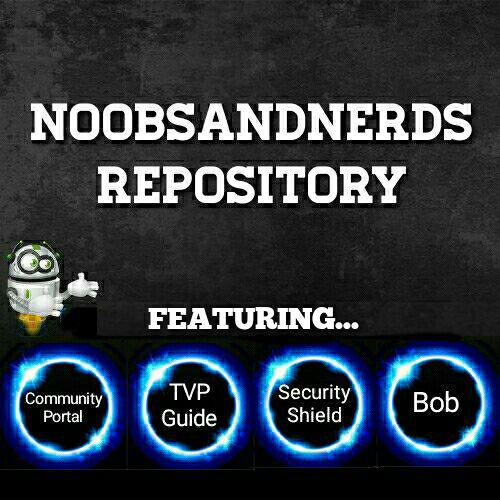 NOOBSANDNERDS
REPOSITORY
FEATURING...
Community
Portal
TVP
Guide
Security
Shield
Bob